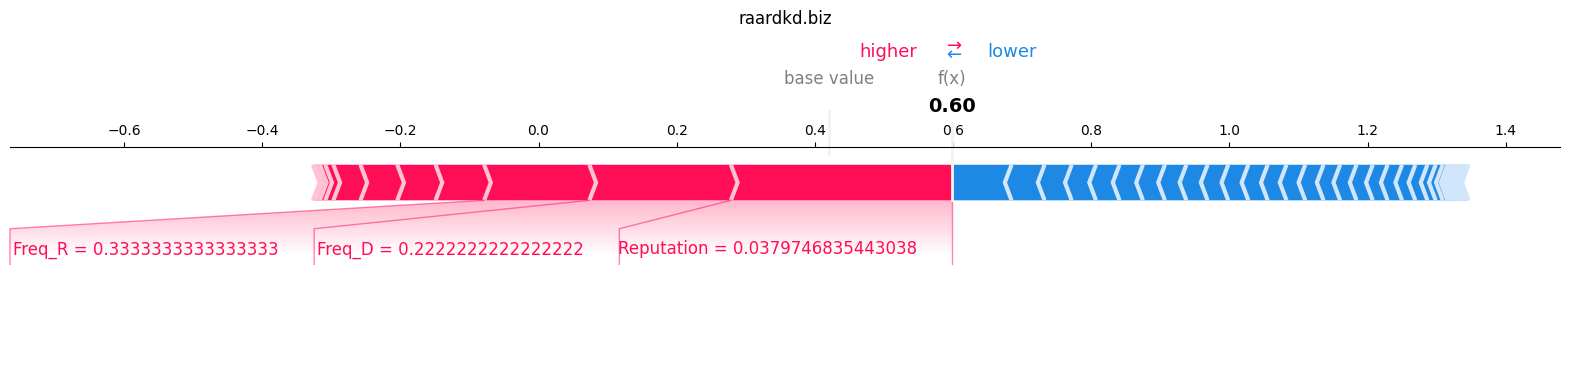 raardkd.biz
higher ⇄ lower
base value f(x)
0.60
−0.6 −0.4 −0.2 0.0 0.2 0.4 0.6 0.8 1.0 1.2 1.4
Freq_R = 0.3333333333333333 Freq_D = 0.2222222222222222 Reputation = 0.0379746835443038